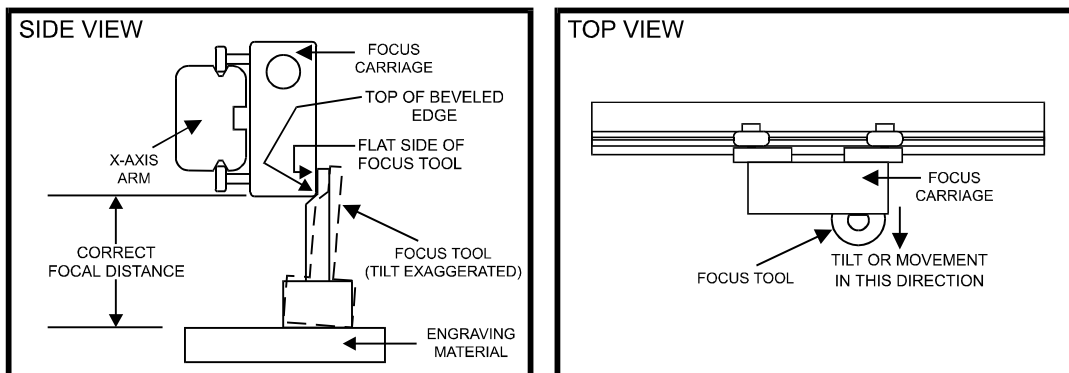 SIDE VIEW
FOCUS
CARRIAGE
TOP OF BEVELED
EDGE
FLAT SIDE OF
FOCUS TOOL
X-AXIS
ARM
CORRECT
FOCAL DISTANCE
FOCUS TOOL
(TILT EXAGGERATED)
ENGRAVING
MATERIAL
TOP VIEW
FOCUS
CARRIAGE
FOCUS TOOL
TILT OR MOVEMENT
IN THIS DIRECTION